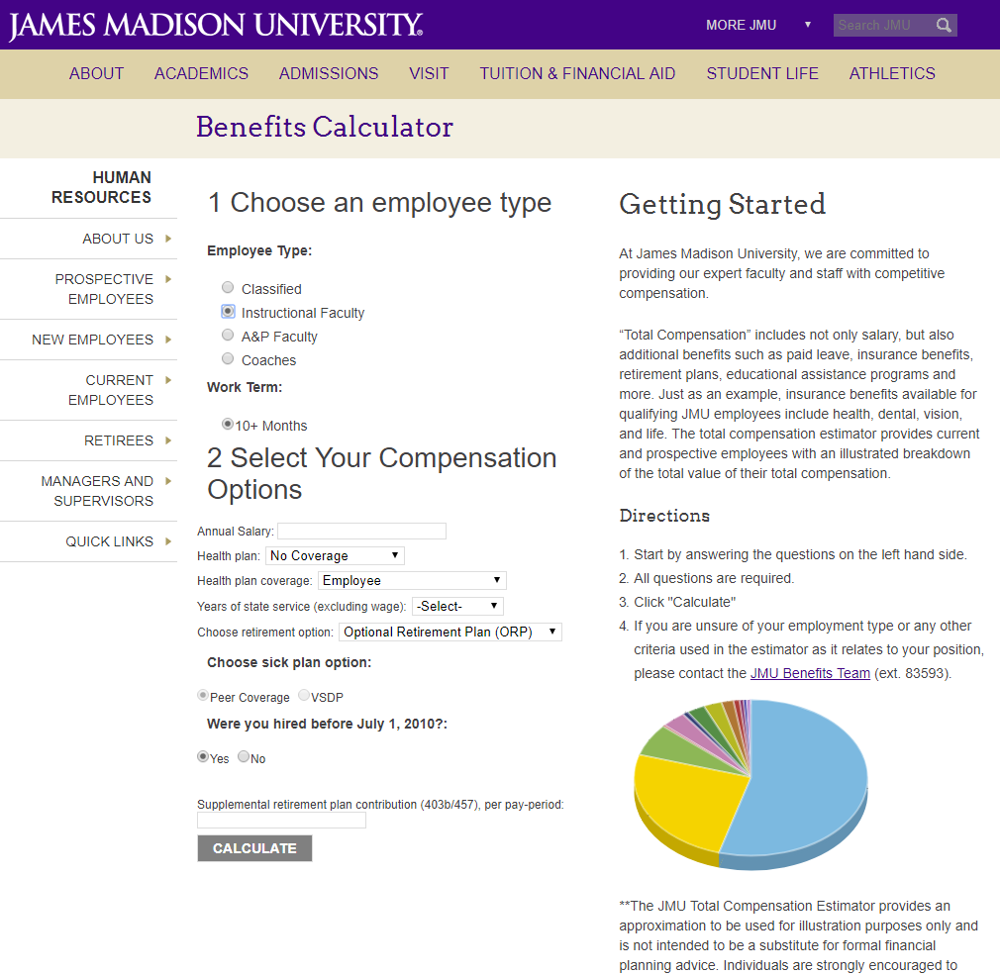 JAMES MADISON UNIVERSITY®
MORE JMU ▼
Search JMU
ABOUT ACADEMICS ADMISSIONS VISIT TUITION & FINANCIAL AID STUDENT LIFE ATHLETICS
Benefits Calculator
HUMAN
RESOURCES
ABOUT US
PROSPECTIVE
EMPLOYEES
NEW EMPLOYEES
CURRENT
EMPLOYEES
RETIREES
MANAGERS AND
SUPERVISORS
QUICK LINKS
1 Choose an employee type
Employee Type:
Classified
Instructional Faculty
A&P Faculty
Coaches
Work Term:
10+ Months
2 Select Your Compensation
Options
Annual Salary:
Health plan: No Coverage
Health plan coverage: Employee
Years of state service (excluding wage): -Select-
Choose retirement option: Optional Retirement Plan (ORP)
Choose sick plan option:
Peer Coverage VSDP
Were you hired before July 1, 2010?:
Yes No
Supplemental retirement plan contribution (403b/457), per pay-period:
CALCULATE
Getting Started
At James Madison University, we are committed to
providing our expert faculty and staff with competitive
compensation.
“Total Compensation” includes not only salary, but also
additional benefits such as paid leave, insurance benefits,
retirement plans, educational assistance programs and
more. Just as an example, insurance benefits available for
qualifying JMU employees include health, dental, vision,
and life. The total compensation estimator provides current
and prospective employees with an illustrated breakdown
of the total value of their total compensation.
Directions
1. Start by answering the questions on the left hand side.
2. All questions are required.
3. Click "Calculate"
4. If you are unsure of your employment type or any other
criteria used in the estimator as it relates to your position,
please contact the JMU Benefits Team (ext. 83593).
**The JMU Total Compensation Estimator provides an
approximation to be used for illustration purposes only and
is not intended to be a substitute for formal financial
planning advice. Individuals are strongly encouraged to